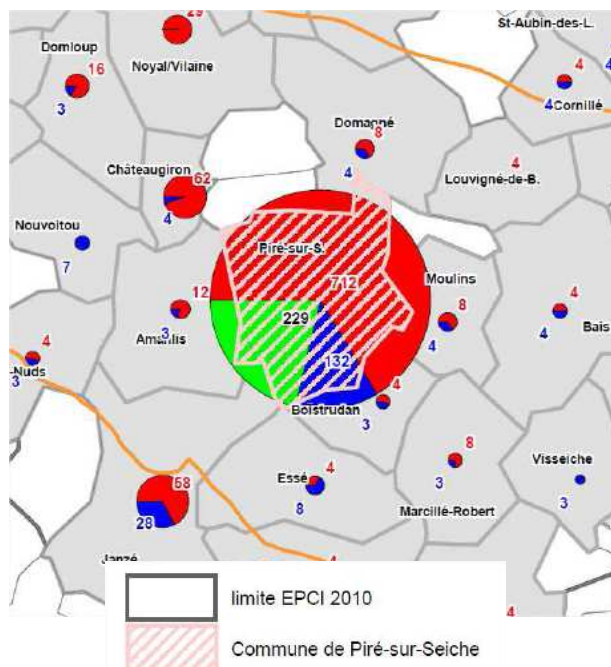 29
St-Aubin-des-L.
Domloup
16
Noyal/Vilaine
3
4
4
4
Cornillé
Domagné
8
4
Louvigné-de-B.
4
Châteaugiron
62
4
Nouvoitou
7
Piré-sur-S.
712
Moulins
8
4
12
229
Amanlis
3
132
4
Bais
4
4
-Nuds
3
4
Boistrudan
3
Essé
4
8
8
3
Marcillé-Robert
Visseiche
3
58
28
Janzé
4
4
limite EPCI 2010
Commune de Piré-sur-Seiche